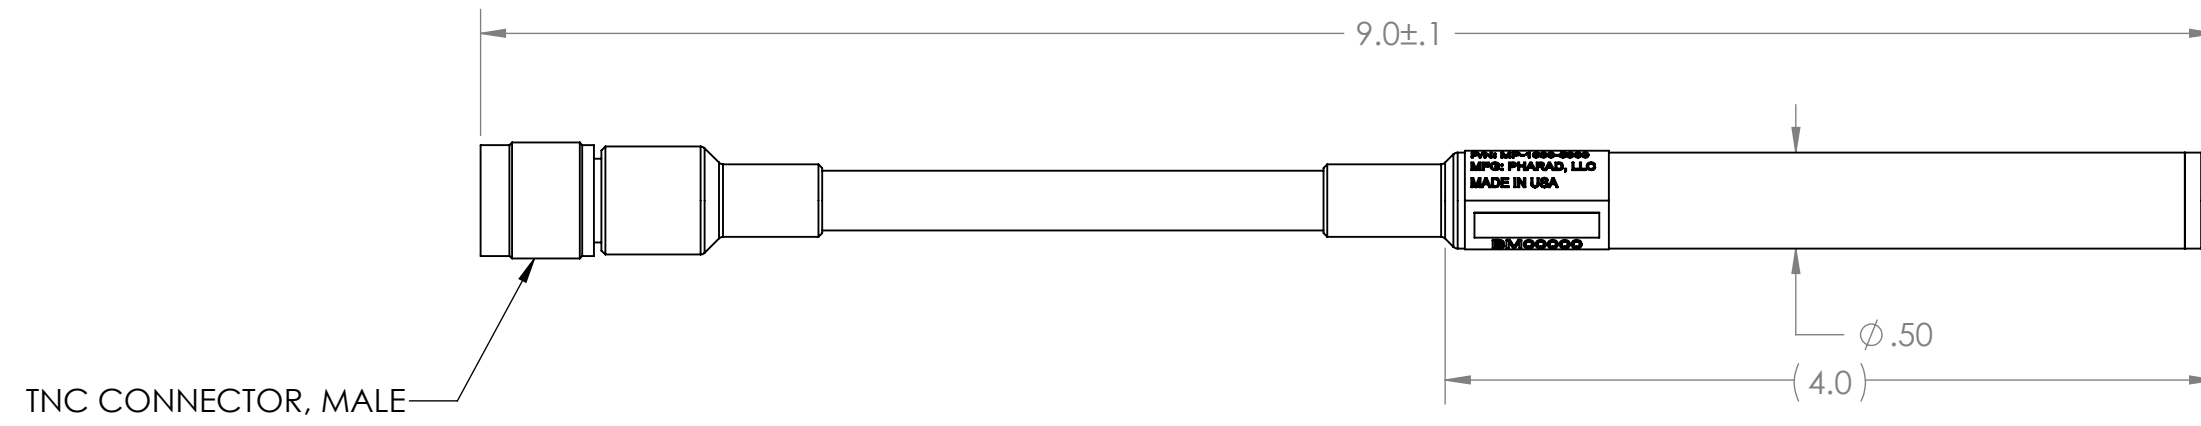 9.0±.1
MFG: PHARAD, LLC
MADE IN USA
∅ .50
(4.0)
TNC CONNECTOR, MALE